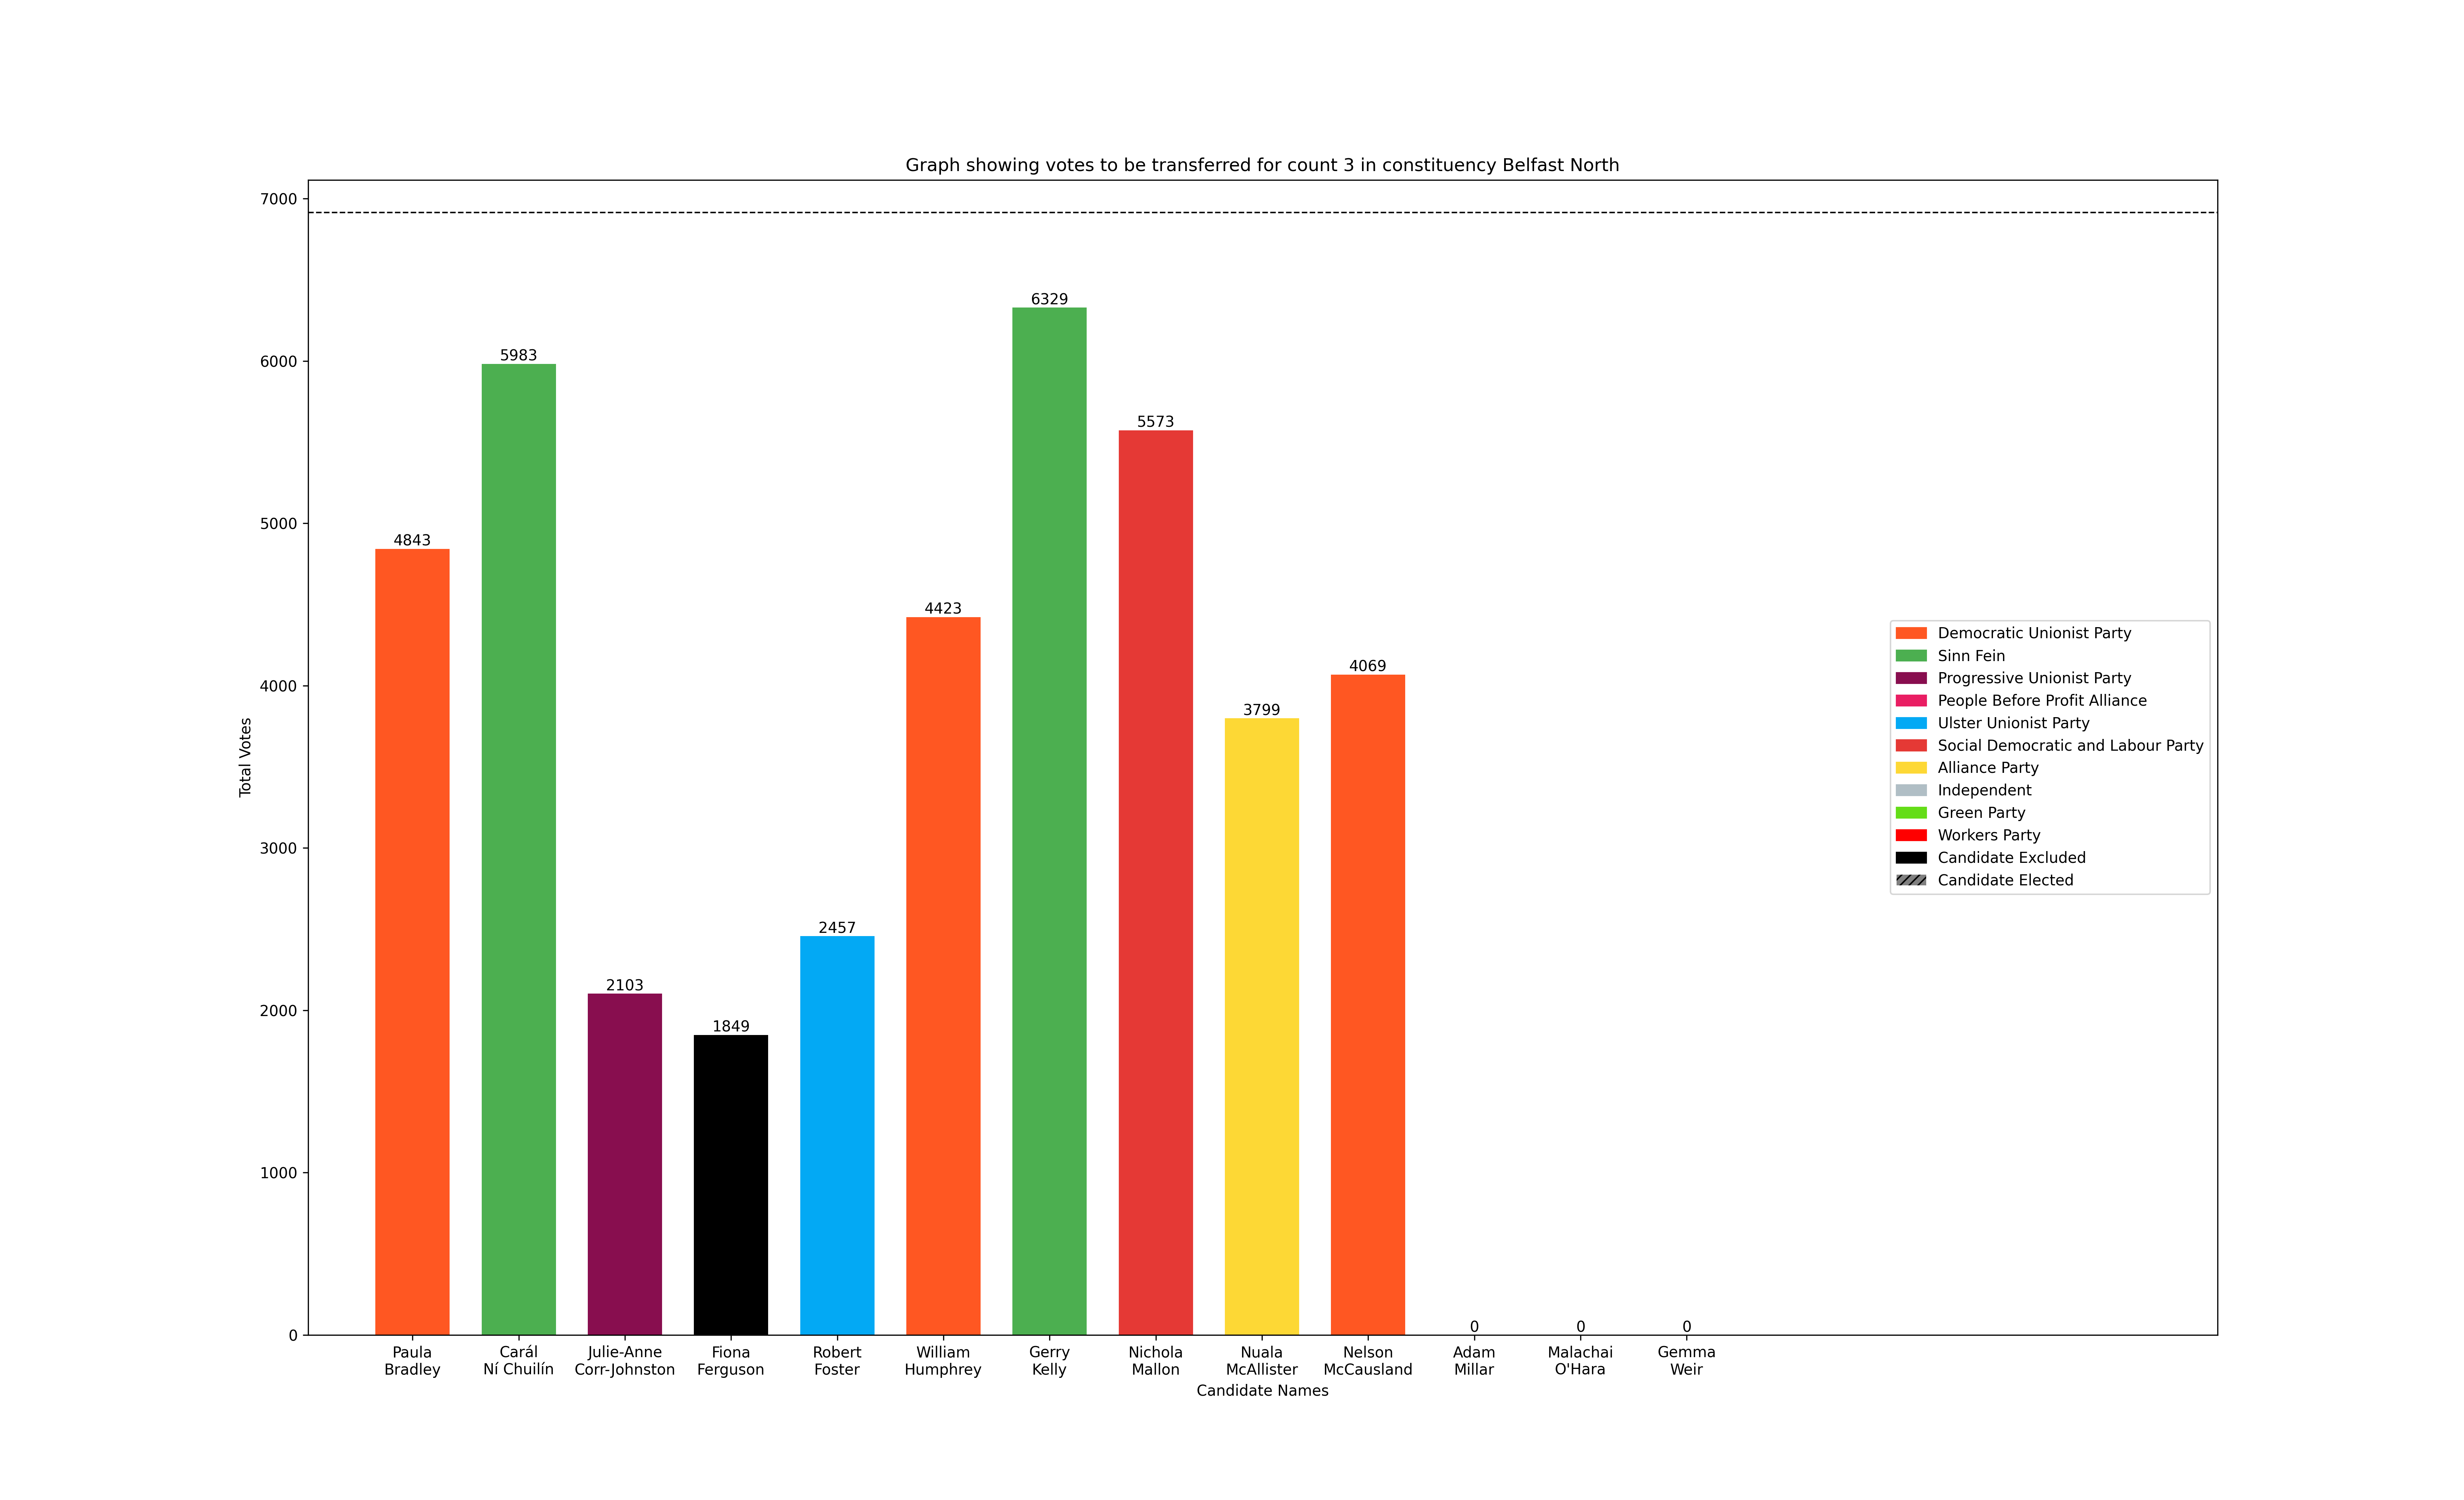 Graph showing votes to be transferred for count 3 in constituency Belfast North
7000
6000
5000
4000
3000
2000
1000
0
Total Votes
4843
5983
2103
1849
2457
4423
6329
5573
3799
4069
0
0
0
Democratic Unionist Party
Sinn Fein
Progressive Unionist Party
People Before Profit Alliance
Ulster Unionist Party
Social Democratic and Labour Party
Alliance Party
Independent
Green Party
Workers Party
Candidate Excluded
Candidate Elected
Paula
Bradley
Carál
Ní Chuilín
Julie-Anne
Corr-Johnston
Fiona
Ferguson
Robert
Foster
William
Humphrey
Gerry
Kelly
Nichola
Mallon
Nuala
McAllister
Nelson
McCausland
Adam
Millar
Malachai
O'Hara
Gemma
Weir
Candidate Names